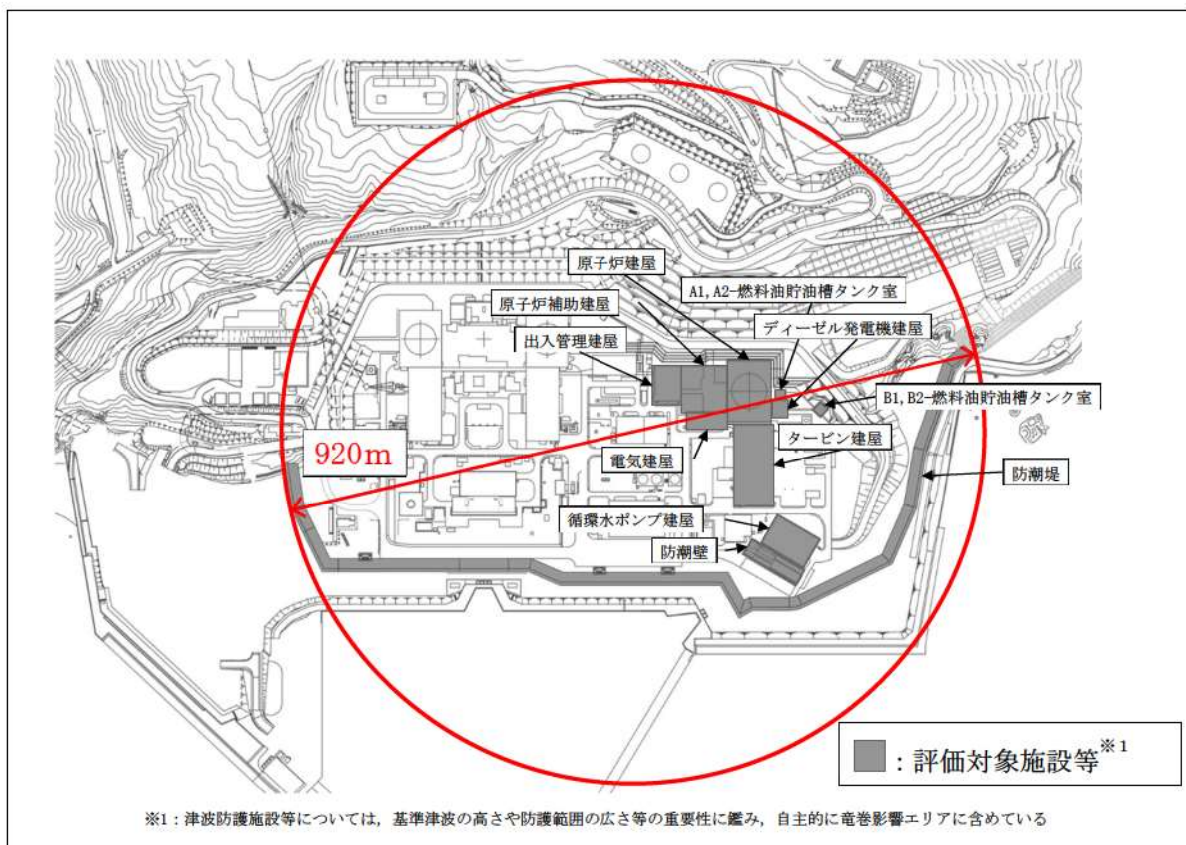 原子炉建屋
A1,A2-燃料油貯油槽タンク室
原子炉補助建屋
ディーゼル発電機建屋
出入管理建屋
B1,B2-燃料油貯油槽タンク室
タービン建屋
920m
電気建屋
防潮堤
循環水ポンプ建屋
防潮壁
：評価対象施設等※1
※1：津波防護施設等については，基準津波の高さや防護範囲の広さ等の重要性に鑑み，自主的に竜巻影響エリアに含めている